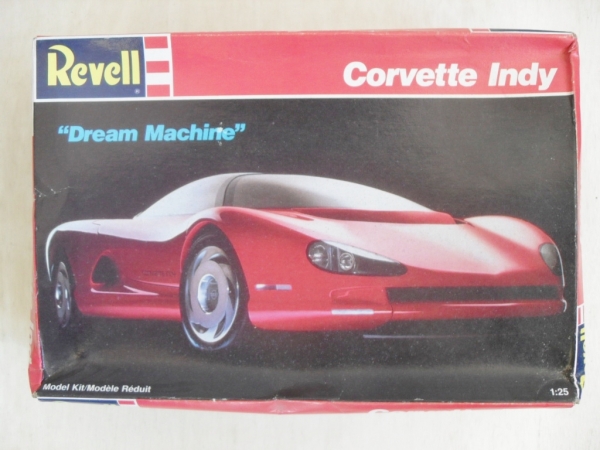 Revell
Corvette Indy
"Dream Machine"
Model Kit/Modèle Réduit
1:25